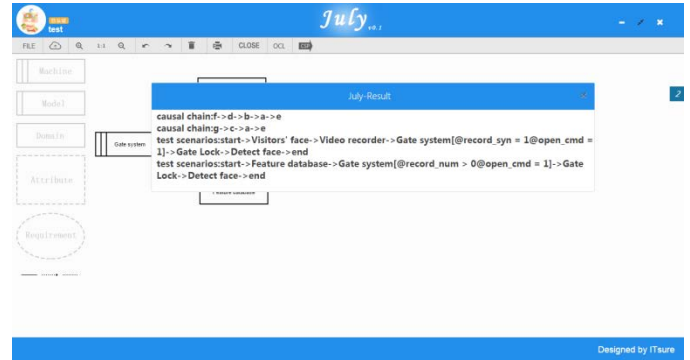 July v0.1
test
FILE 1:1 CLOSE OCL
Machine
Model
Domain
Attribute
Requirement
Gate system
July-Result
causal chain:f->d->b->a->e
causal chain:g->c->a->e
test scenarios:start->Visitors' face->Video recorder->Gate system[@record_syn = 1@open_cmd =
1]->Gate Lock->Detect face->end
test scenarios:start->Feature database->Gate system[@record_num > 0@open_cmd = 1]->Gate
Lock->Detect face->end
Feature database
2
Designed by ITsure